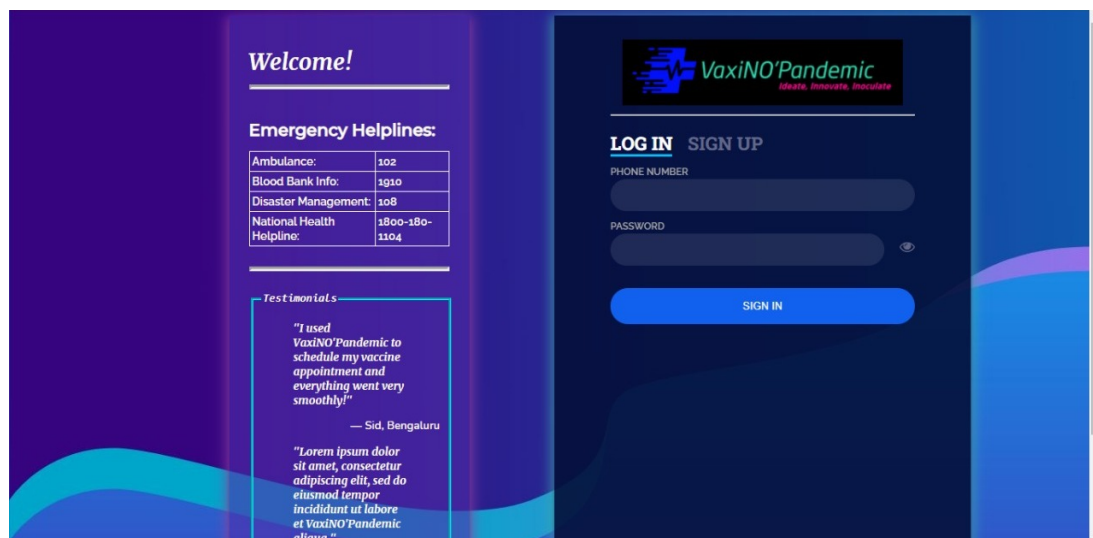 Welcome!
Emergency Helplines:
Ambulance: 102
Blood Bank Info: 1910
Disaster Management: 108
National Health 1800-180-
Helpline: 1104
Testimonials
"I used
VaxiNO'Pandemic to
schedule my vaccine
appointment and
everything went very
smoothly!"
— Sid, Bengaluru
"Lorem ipsum dolor
sit amet, consectetur
adipiscing elit, sed do
eiusmod tempor
incididunt ut labore
et VaxiNO'Pandemic
aliqua."
VaxiNO'Pandemic
Ideate, Innovate, Inoculate
LOG IN SIGN UP
PHONE NUMBER
PASSWORD
SIGN IN